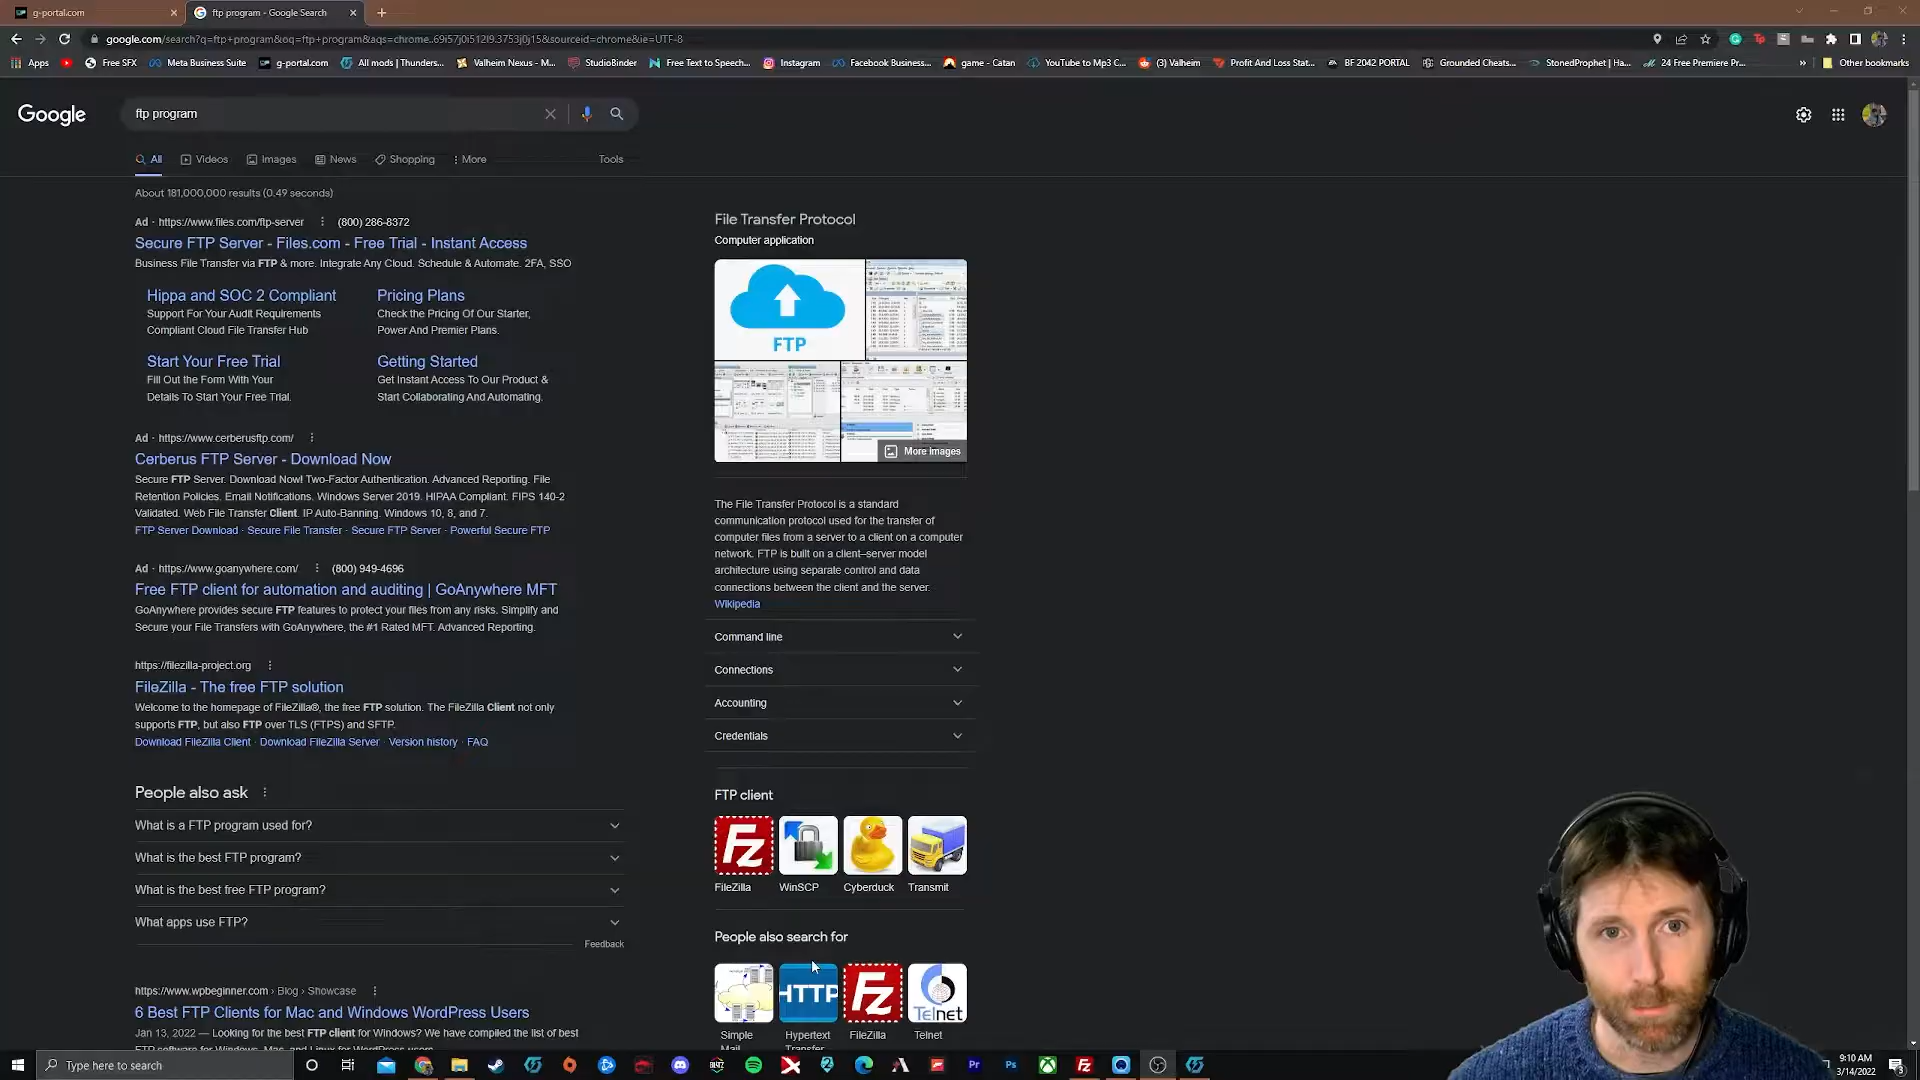 g-portal.com
ftp program - Google Search
google.com/search?q=ftp+program&oq=ftp+program&aqs=chrome..69i57j0i512l9.3753j0j15&sourceid=chrome&ie=UTF-8
Apps
Free SFX
Meta Business Suite
g-portal.com
All mods | Thunders...
Valheim Nexus - M...
StudioBinder
Free Text to Speech...
Instagram
Facebook Business...
game - Catan
YouTube to Mp3 C...
(3) Valheim
Profit And Loss Stat...
BF 2042 PORTAL
Grounded Cheats...
StonedProphet | Ha...
24 Free Premiere Pr...
Other bookmarks
Google
ftp program
All
Videos
Images
News
Shopping
More
Tools
About 181,000,000 results (0.49 seconds)
Ad · https://www.files.com/ftp-server
(800) 286-8372
Secure FTP Server - Files.com - Free Trial - Instant Access
Business File Transfer via FTP & more. Integrate Any Cloud. Schedule & Automate. 2FA, SSO
Hippa and SOC 2 Compliant
Support For Your Audit Requirements
Compliant Cloud File Transfer Hub
Pricing Plans
Check the Pricing Of Our Starter,
Power And Premier Plans.
Start Your Free Trial
Fill Out the Form With Your
Details To Start Your Free Trial.
Getting Started
Get Instant Access To Our Product &
Start Collaborating And Automating.
Ad · https://www.cerberusftp.com/
Cerberus FTP Server - Download Now
Secure FTP Server. Download Now! Two-Factor Authentication. Advanced Reporting. File
Retention Policies. Email Notifications. Windows Server 2019. HIPAA Compliant. FIPS 140-2
Validated. Web File Transfer Client. IP Auto-Banning. Windows 10, 8, and 7.
FTP Server Download · Secure File Transfer · Secure FTP Server · Powerful Secure FTP
Ad · https://www.goanywhere.com/
(800) 949-4696
Free FTP client for automation and auditing | GoAnywhere MFT
GoAnywhere provides secure FTP features to protect your files from any risks. Simplify and
Secure your File Transfers with GoAnywhere, the #1 Rated MFT. Advanced Reporting.
https://filezilla-project.org
FileZilla - The free FTP solution
Welcome to the homepage of FileZilla®, the free FTP solution. The FileZilla Client not only
supports FTP, but also FTP over TLS (FTPS) and SFTP.
Download FileZilla Client · Download FileZilla Server · Version history · FAQ
People also ask
What is a FTP program used for?
What is the best FTP program?
What is the best free FTP program?
What apps use FTP?
Feedback
https://www.wpbeginner.com › Blog › Showcase
6 Best FTP Clients for Mac and Windows WordPress Users
Jan 13, 2022 — Looking for the best FTP client for Windows? We have compiled the list of best
FTP software for Windows, Mac, and Linux for WordPress users.
File Transfer Protocol
Computer application
FTP
More images
The File Transfer Protocol is a standard
communication protocol used for the transfer of
computer files from a server to a client on a computer
network. FTP is built on a client–server model
architecture using separate control and data
connections between the client and the server.
Wikipedia
Command line
Connections
Accounting
Credentials
FTP client
Fz
FileZilla
WinSCP
Cyberduck
Transmit
People also search for
HTTP
Fz
Telnet
Simple
Mail
Hypertext
Transfer
FileZilla
Telnet
Type here to search
Pr
Ps
Fz
9:10 AM
3/14/2022
3